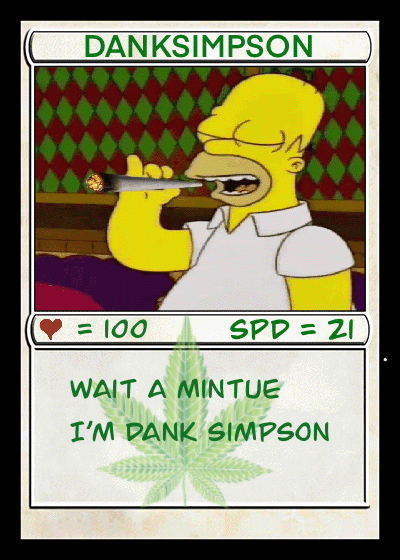 DANKSIMPSON
= 100 SPD = 21
WAIT A MINTUE
I'M DANK SIMPSON